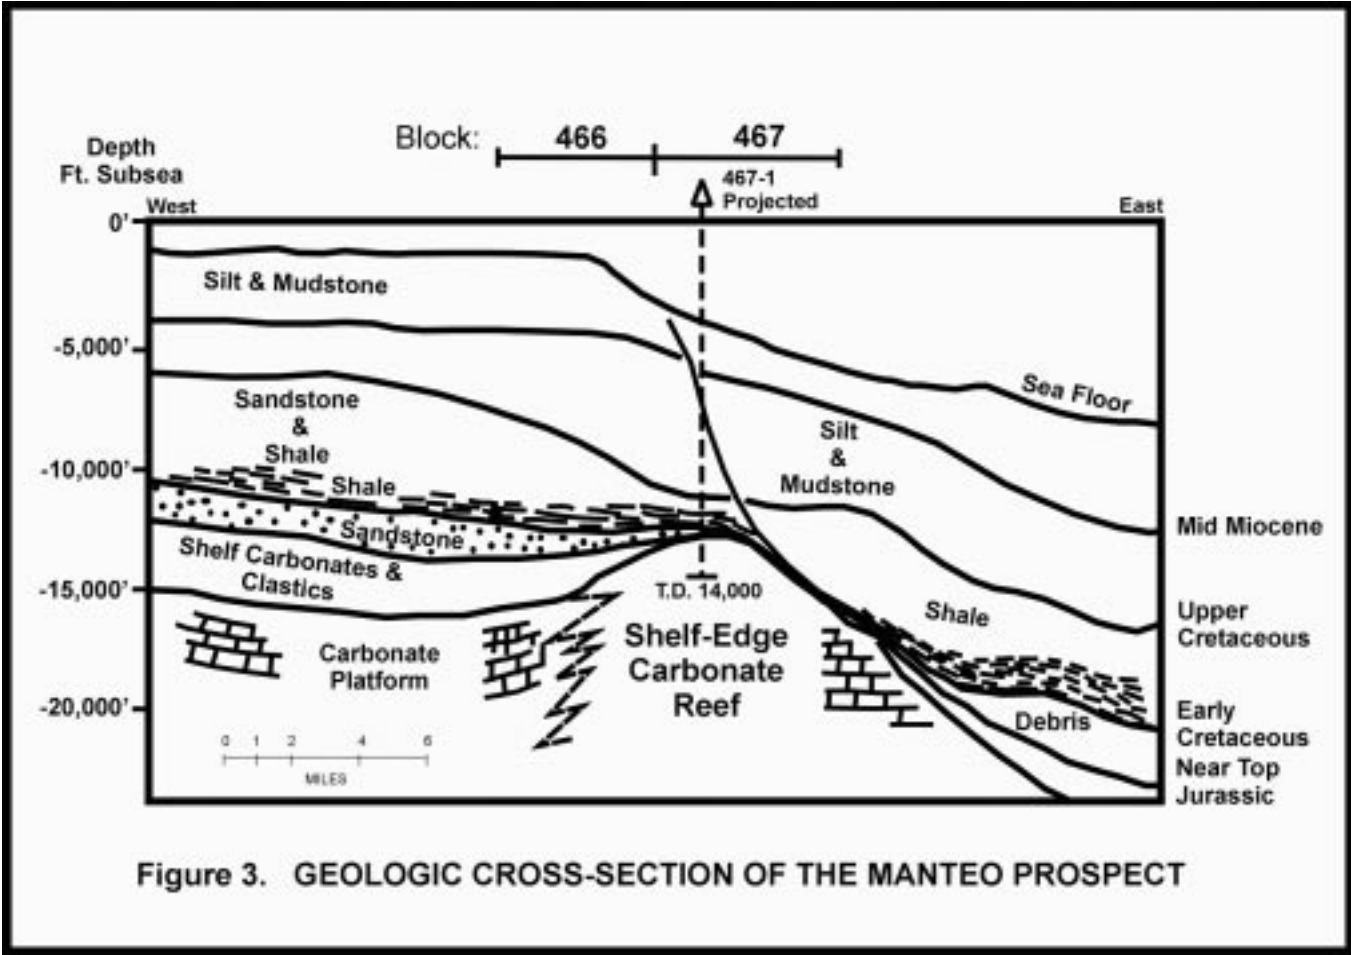 Block: 466 467
Depth
Ft. Subsea
467-1
Projected
West
East
0'
Silt & Mudstone
-5,000'
Sea Floor
Sandstone
&
Shale
Silt
&
Mudstone
-10,000'
Shale
Sandstone
Mid Miocene
Shelf Carbonates &
Clastics
-15,000'
T.D. 14,000
Shale
Upper
Cretaceous
Shelf-Edge
Carbonate
Reef
Carbonate
Platform
-20,000'
Debris
Early
Cretaceous
0 1 2 4 6
MILES
Near Top
Jurassic
Figure 3. GEOLOGIC CROSS-SECTION OF THE MANTEO PROSPECT